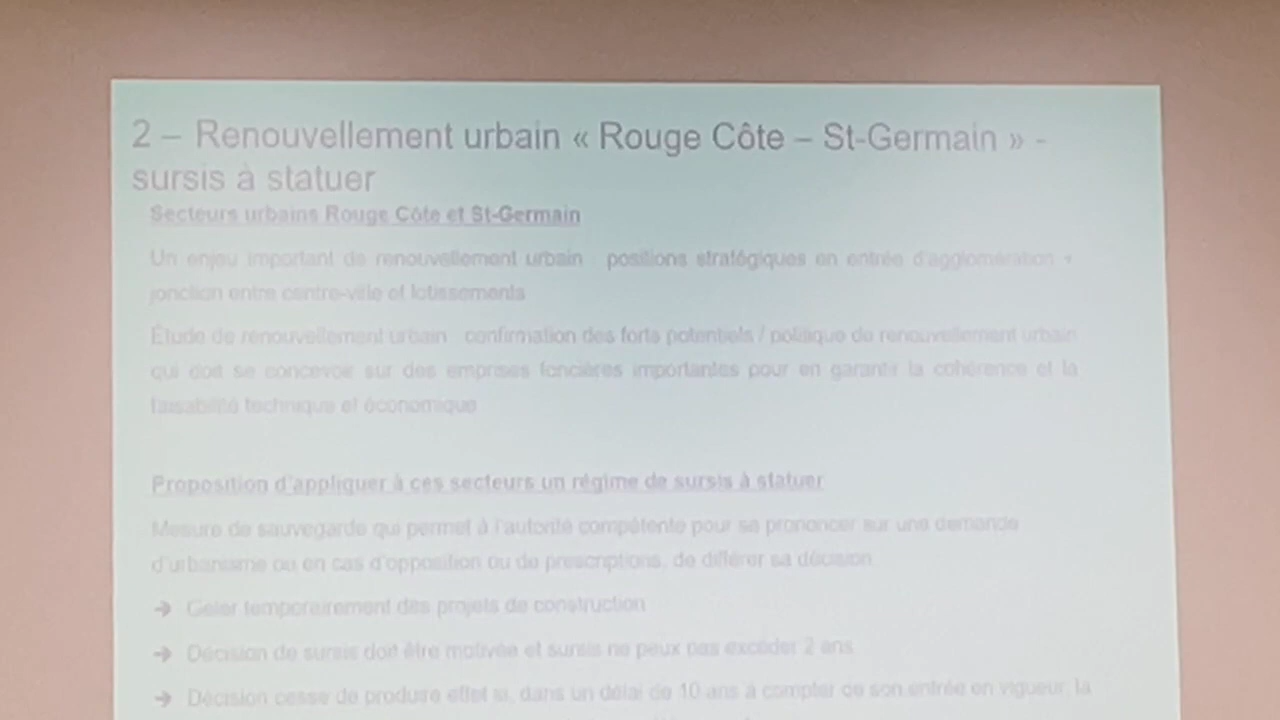 2 – Renouvellement urbain « Rouge Côte – St-Germain » -
sursis à statuer
Secteurs urbains Rouge Côte et St-Germain
Un enjeu important de renouvellement urbain : positions stratégiques en entrée d'agglomération +
jonction entre centre-ville et lotissements
Étude de renouvellement urbain : confirmation des forts potentiels / politique de renouvellement urbain
qui doit se concevoir sur des emprises foncières importantes pour en garantir la cohérence et la
faisabilité technique et économique
Proposition d'appliquer à ces secteurs un régime de sursis à statuer
Mesure de sauvegarde qui permet à l'autorité compétente pour se prononcer sur une demande
d'urbanisme ou en cas d'opposition ou de prescriptions, de différer sa décision
→ Geler temporairement des projets de construction
→ Décision de sursis doit être motivée et sursis ne peux pas excéder 2 ans
→ Décision cesse de produire effet si, dans un délai de 10 ans à compter de son entrée en vigueur, la